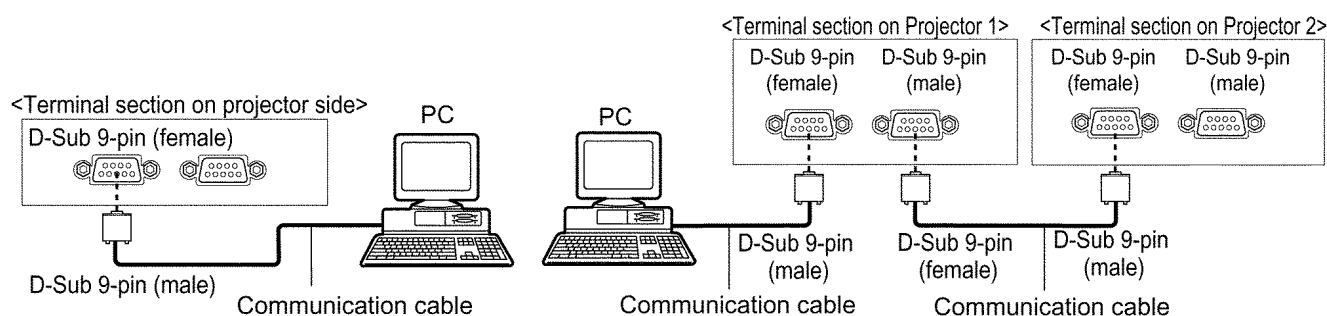 <Terminal section on projector side>
D-Sub 9-pin (female)
PC
D-Sub 9-pin (male)
Communication cable
<Terminal section on Projector 1>
D-Sub 9-pin
(female)
D-Sub 9-pin
(male)
<Terminal section on Projector 2>
D-Sub 9-pin
(female)
D-Sub 9-pin
(male)
PC
D-Sub 9-pin
(male)
D-Sub 9-pin
(female)
D-Sub 9-pin
(male)
Communication cable
Communication cable